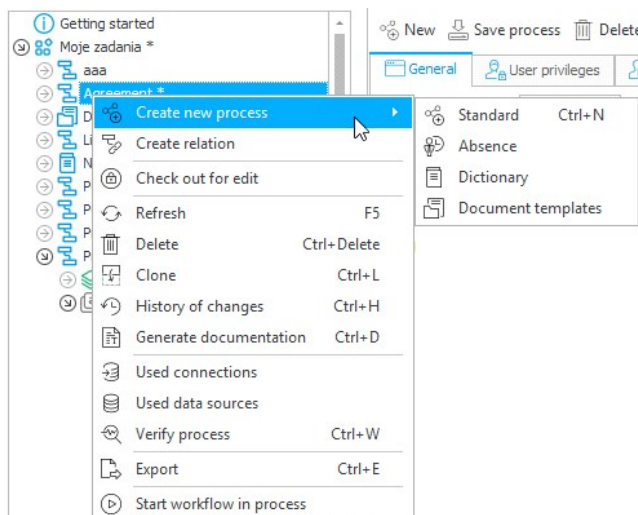 Getting started
Moje zadania *
aaa
Agreement *
D
Li
N
P
P
P
P
New Save process Delete
General User privileges
Create new process
Create relation
Check out for edit
Refresh F5
Delete Ctrl+Delete
Clone Ctrl+L
History of changes Ctrl+H
Generate documentation Ctrl+D
Used connections
Used data sources
Verify process Ctrl+W
Export Ctrl+E
Start workflow in process
Standard Ctrl+N
Absence
Dictionary
Document templates